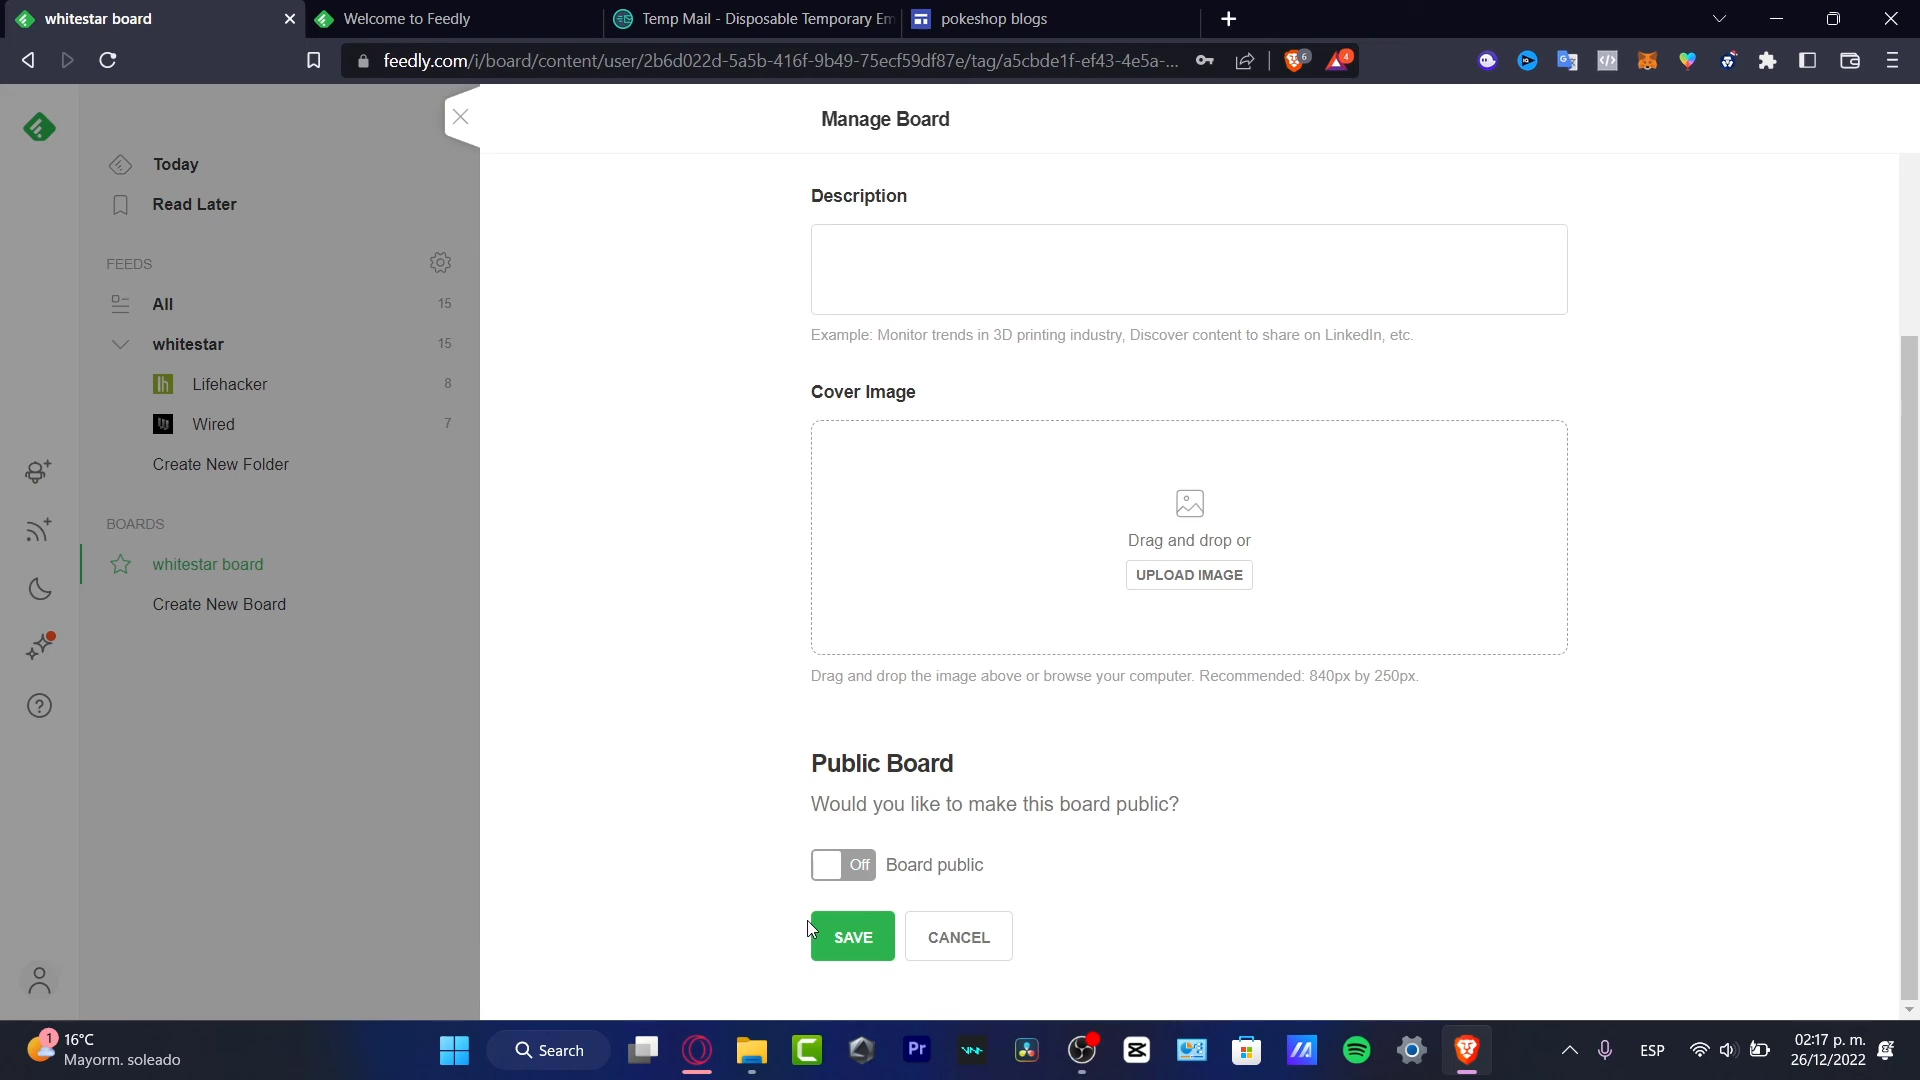 whitestar board
Welcome to Feedly
Temp Mail - Disposable Temporary Em
pokeshop blogs
feedly.com/i/board/content/user/2b6d022d-5a5b-416f-9b49-75ecf59df87e/tag/a5cbde1f-ef43-4e5a-...
6
4
Manage Board
Today
Read Later
FEEDS
All 15
whitestar 15
Lifehacker 8
Wired 7
Create New Folder
BOARDS
whitestar board
Create New Board
Description
Example: Monitor trends in 3D printing industry, Discover content to share on LinkedIn, etc.
Cover Image
Drag and drop or
UPLOAD IMAGE
Drag and drop the image above or browse your computer. Recommended: 840px by 250px.
Public Board
Would you like to make this board public?
Off Board public
SAVE CANCEL
1
16°C
Mayorm. soleado
Search
Pr
ESP
02:17 p. m.
26/12/2022